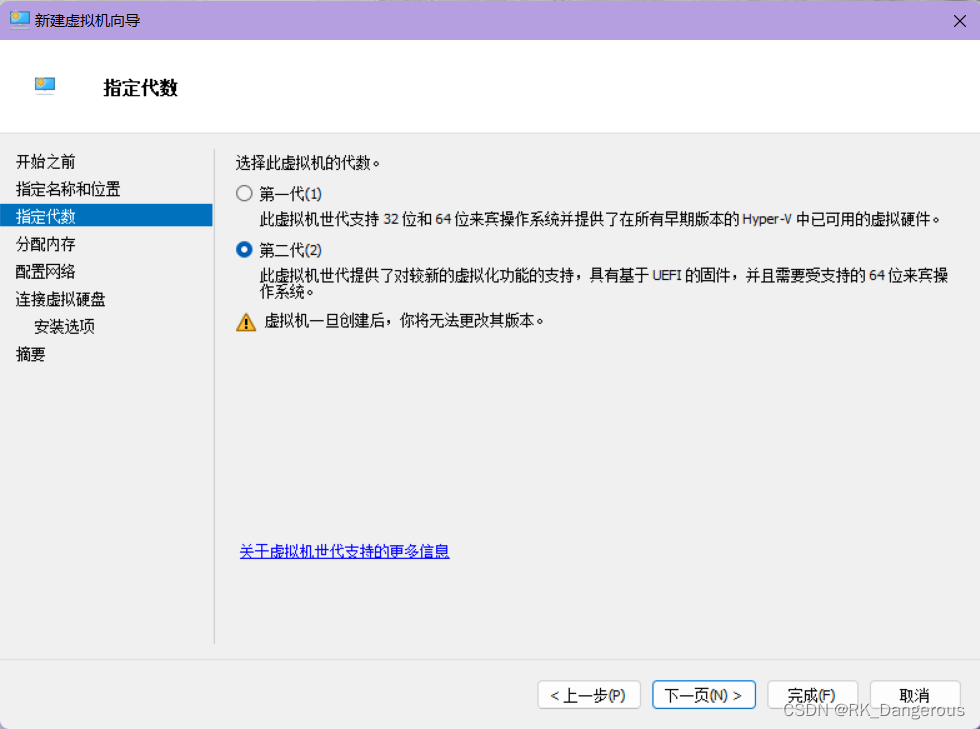 新建虚拟机向导
指定代数
开始之前
指定名称和位置
指定代数
分配内存
配置网络
连接虚拟硬盘
安装选项
摘要
选择此虚拟机的代数。
第一代(1)
此虚拟机世代支持 32 位和 64 位来宾操作系统并提供了在所有早期版本的 Hyper-V 中已可用的虚拟硬件。
第二代(2)
此虚拟机世代提供了对较新的虚拟化功能的支持，具有基于 UEFI 的固件，并且需要受支持的 64 位来宾操
作系统。
虚拟机一旦创建后，你将无法更改其版本。
关于虚拟机世代支持的更多信息
< 上一步(P)
下一页(N) >
完成(F)
取消
CSDN @RK_Dangerous